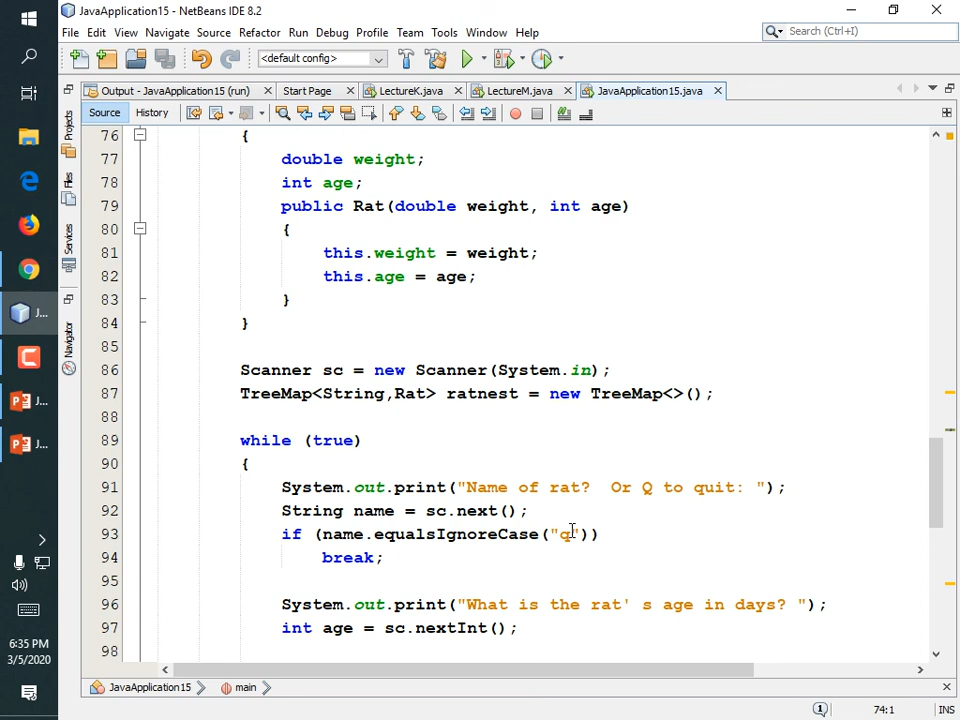 JavaApplication15 - NetBeans IDE 8.2
File Edit View Navigate Source Refactor Run Debug Profile Team Tools Window Help
Search (Ctrl+I)
<default config>
Output - JavaApplication15 (run) Start Page LectureK.java LectureM.java JavaApplication15.java
Source History
Projects
Files
Services
Navigator
76 {
77 double weight;
78 int age;
79 public Rat(double weight, int age)
80 {
81 this.weight = weight;
82 this.age = age;
83 }
84 }
86 Scanner sc = new Scanner(System.in);
87 TreeMap<String,Rat> ratnest = new TreeMap<>();
88
89 while (true)
90 {
91 System.out.print("Name of rat?  Or Q to quit: ");
92 String name = sc.next();
93 if (name.equalsIgnoreCase("q"))
94 break;
95
96 System.out.print("What is the rat' s age in days? ");
97 int age = sc.nextInt();
98
J...
J...
J...
6:35 PM
3/5/2020
JavaApplication15 main
1 74:1 INS